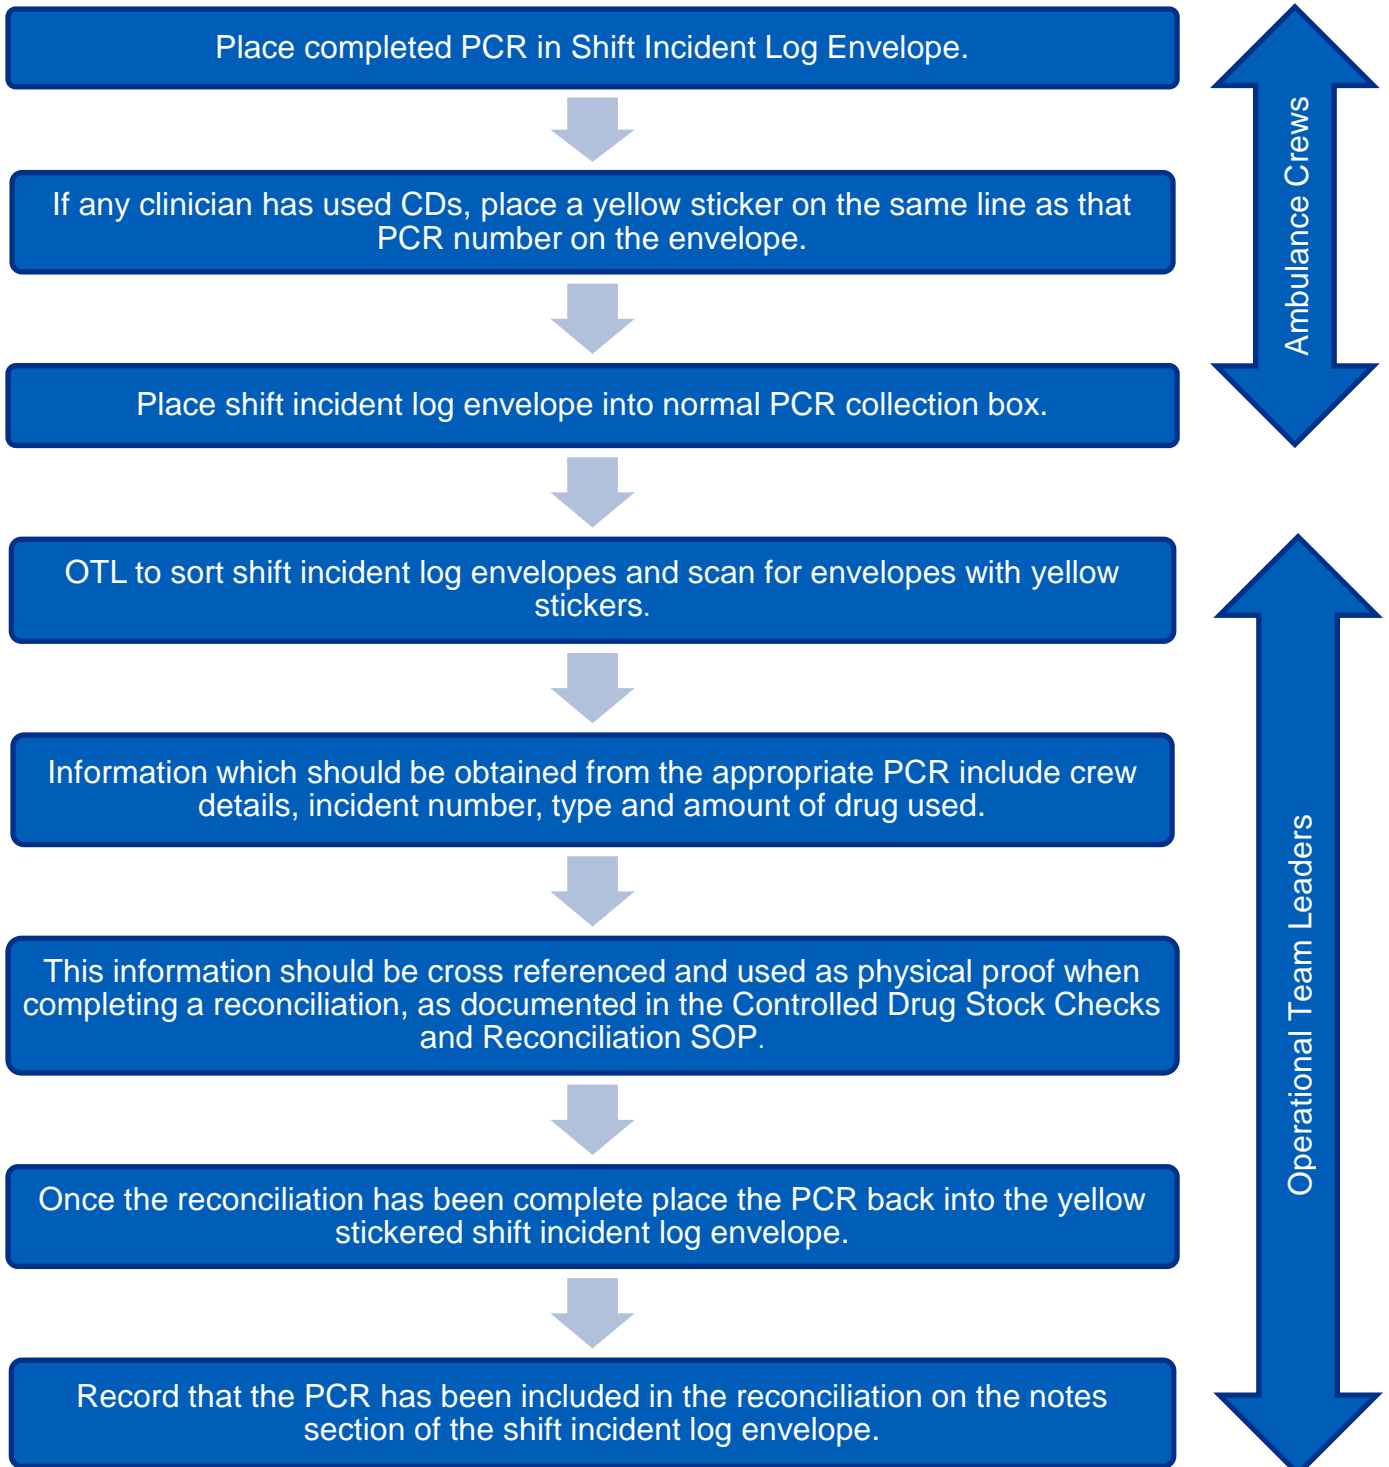 Place completed PCR in Shift Incident Log Envelope.
If any clinician has used CDs, place a yellow sticker on the same line as that
PCR number on the envelope.
Place shift incident log envelope into normal PCR collection box.
Ambulance Crews
OTL to sort shift incident log envelopes and scan for envelopes with yellow
stickers.
Information which should be obtained from the appropriate PCR include crew
details, incident number, type and amount of drug used.
This information should be cross referenced and used as physical proof when
completing a reconciliation, as documented in the Controlled Drug Stock Checks
and Reconciliation SOP.
Once the reconciliation has been complete place the PCR back into the yellow
stickered shift incident log envelope.
Record that the PCR has been included in the reconciliation on the notes
section of the shift incident log envelope.
Operational Team Leaders